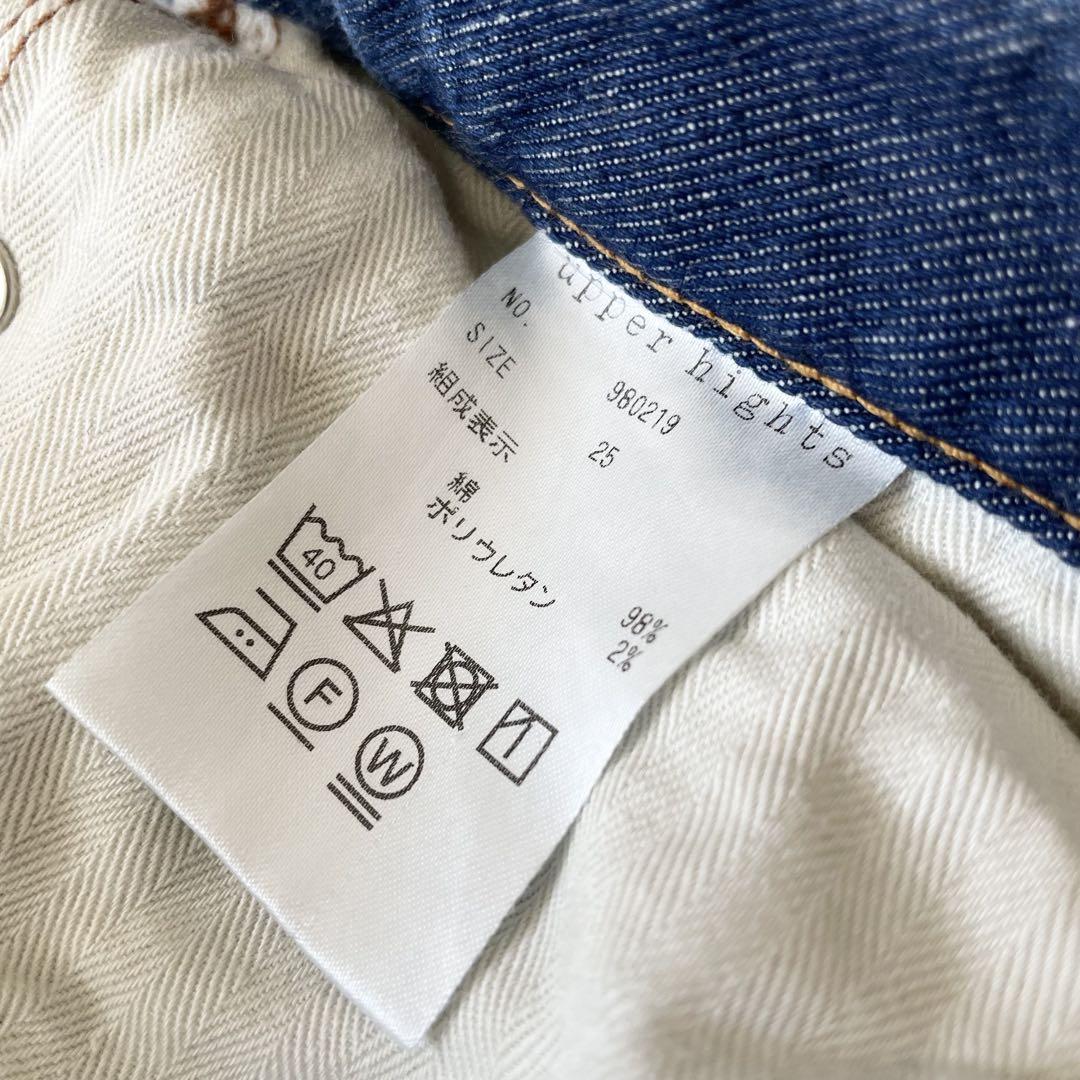 upper hights
NO. 980219
SIZE 25
組成表示
綿 98%
ポリウレタン 2%
40
F
W